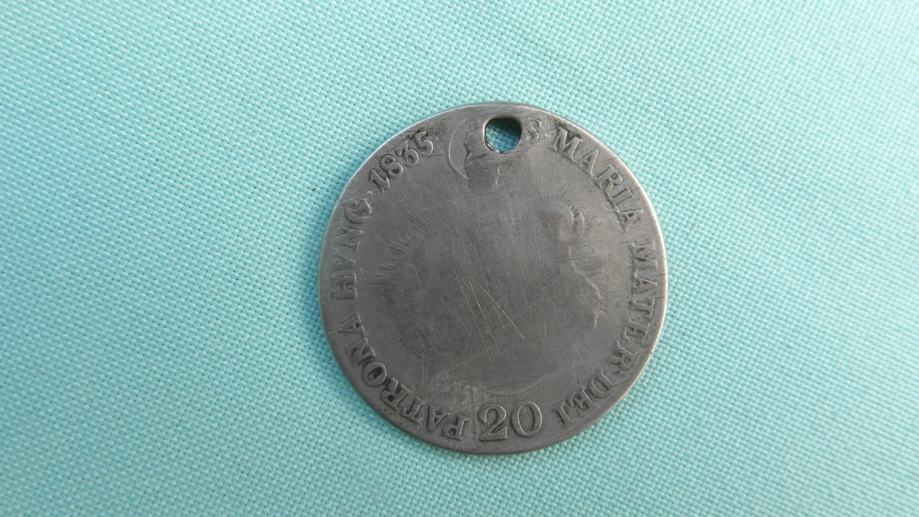 S MARIA MATER DEI
20
PATRONA HVNG. 1835